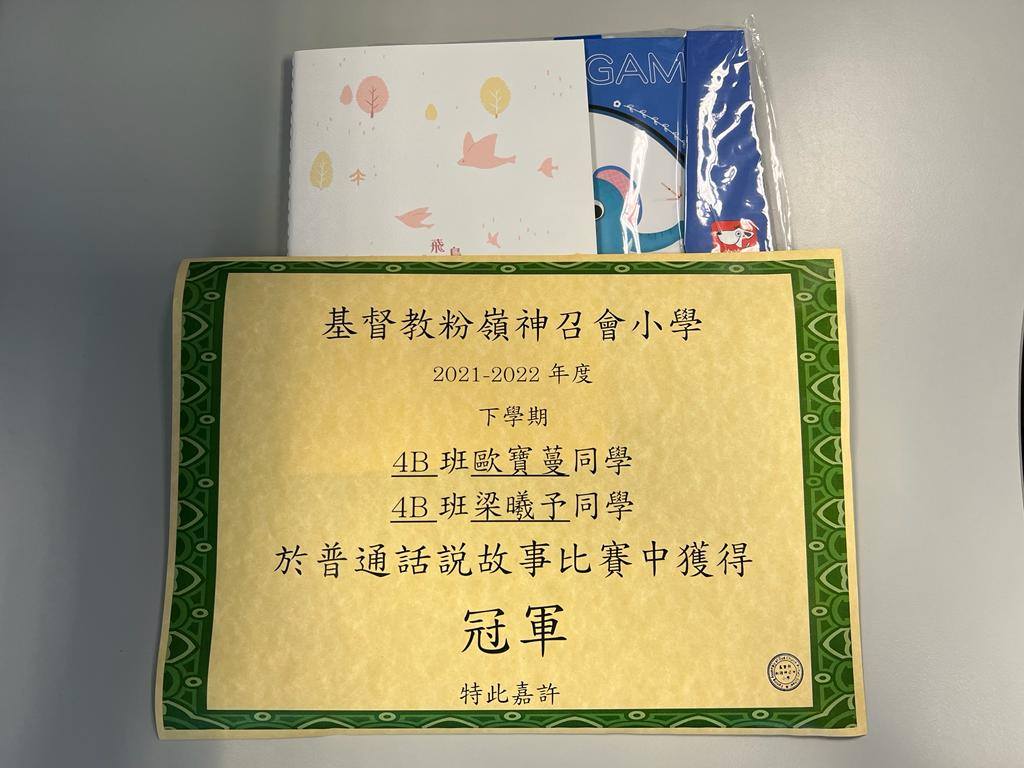 GAM
飛鳥
基督教粉嶺神召會小學
2021-2022 年度
下學期
4B 班歐寶蔓同學
4B 班梁曦予同學
於普通話說故事比賽中獲得
冠軍
特此嘉許